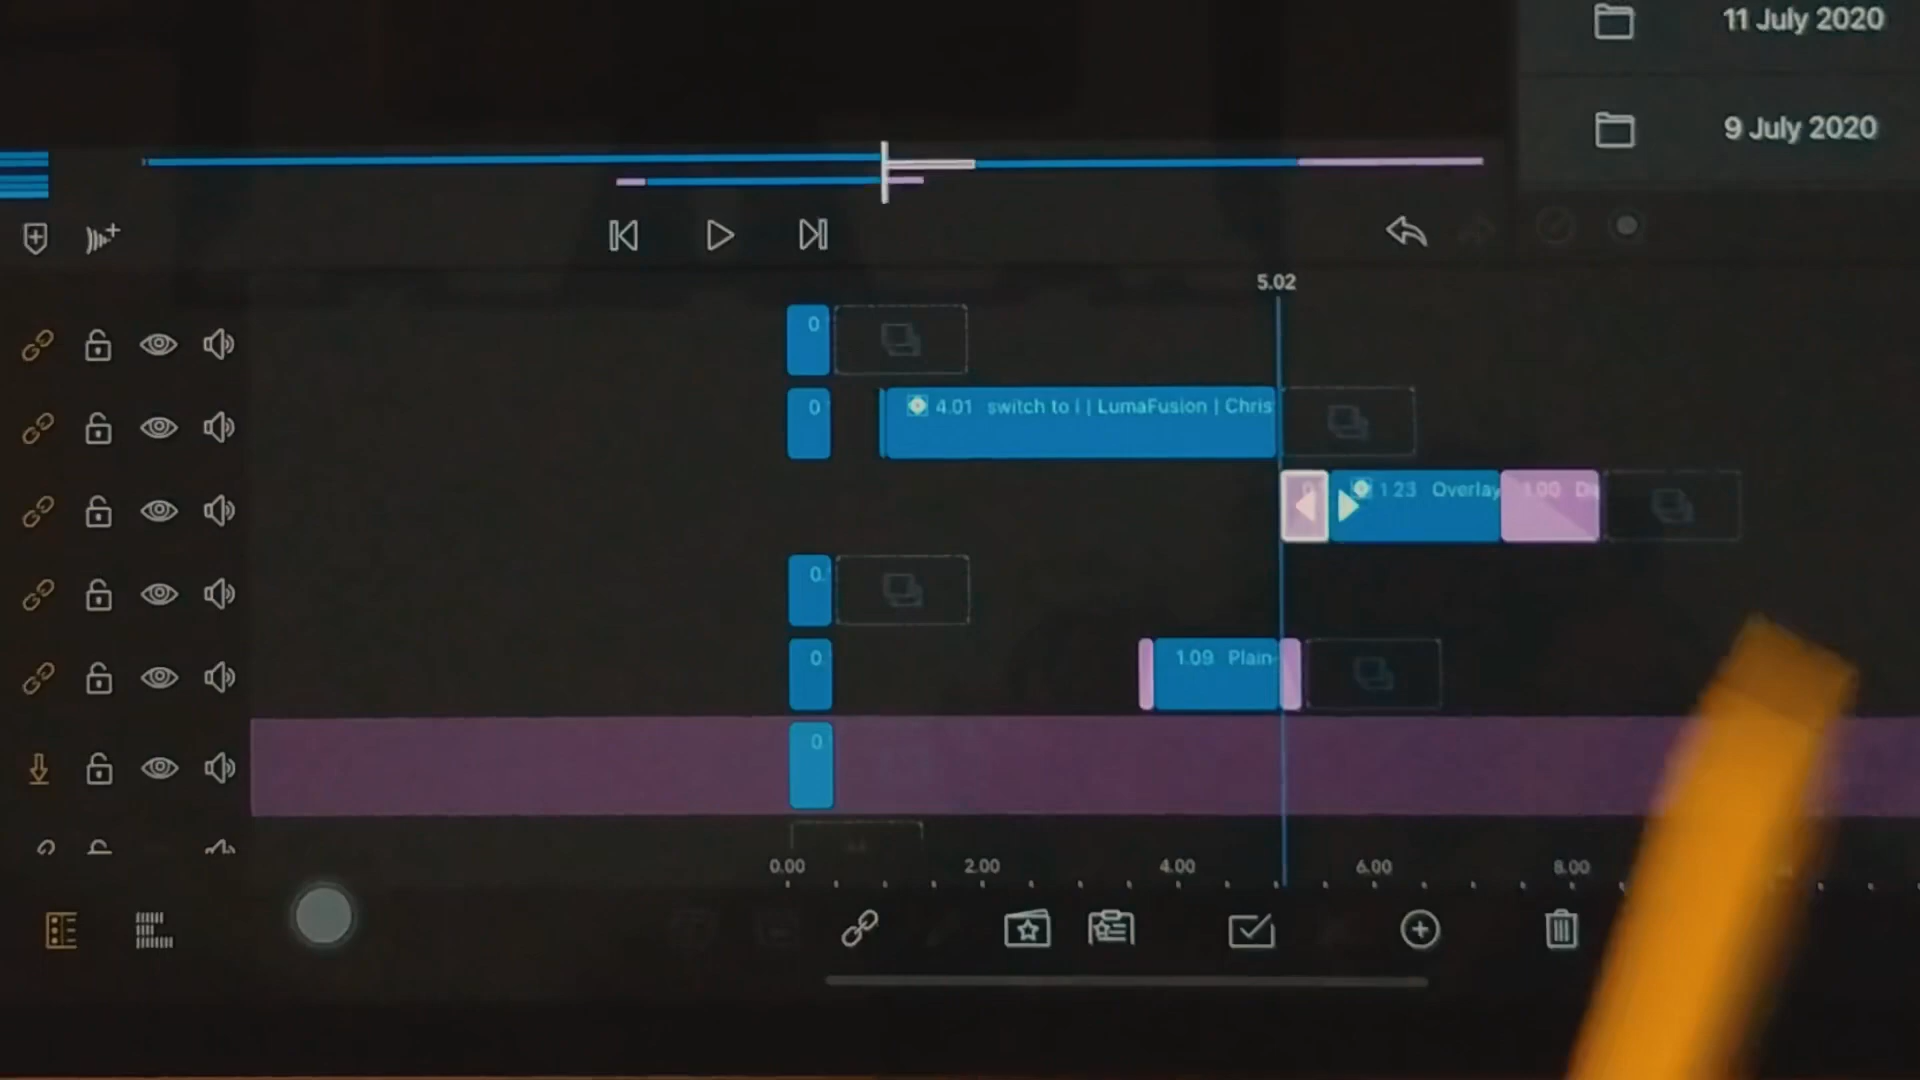 11 July 2020
9 July 2020
5.02
0
0
4.01 switch to I | LumaFusion | Chris
1.23 Overlay
1.00
0.
0.
1.09 Plain
0
0.00 2.00 4.00 6.00 8.00